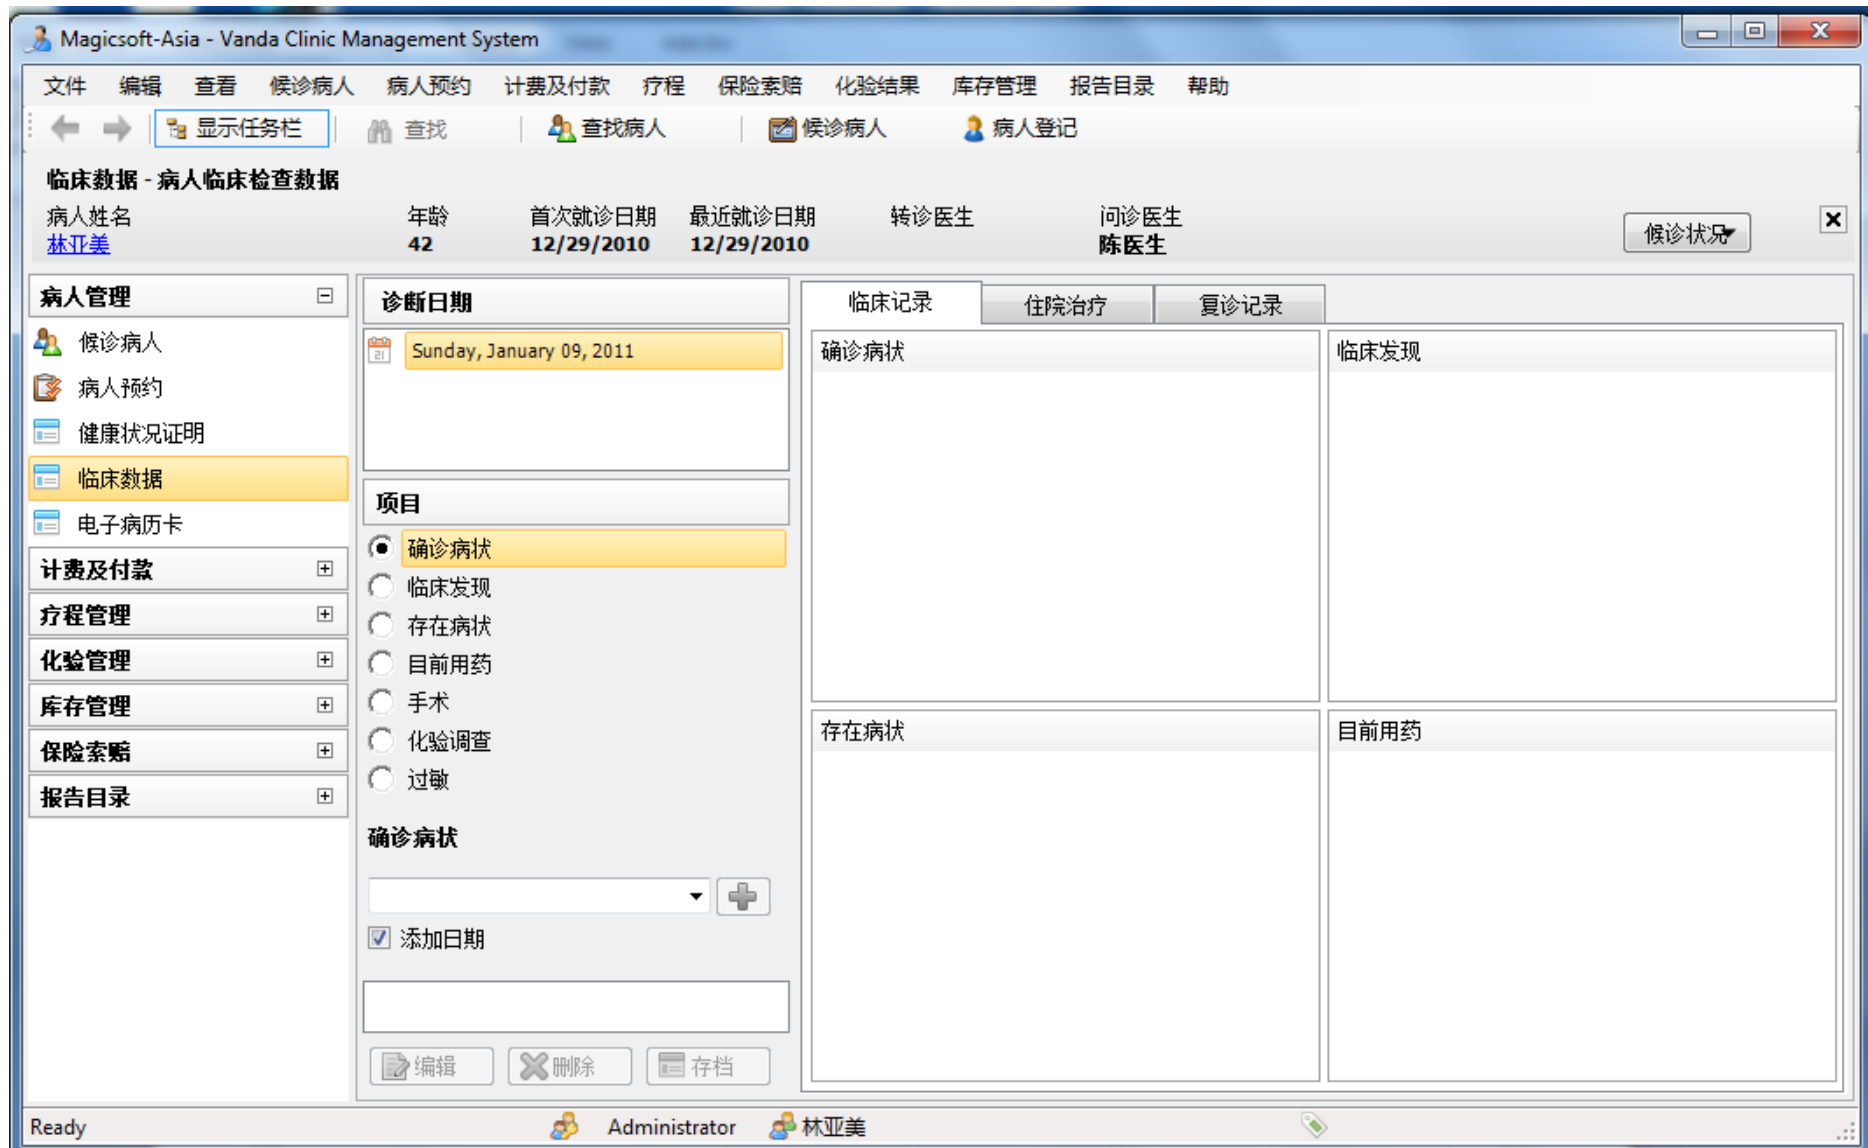 Magicsoft-Asia - Vanda Clinic Management System
文件 编辑 查看 候诊病人 病人预约 计费及付款 疗程 保险索赔 化验结果 库存管理 报告目录 帮助
显示任务栏 查找 查找病人 候诊病人 病人登记
临床数据 - 病人临床检查数据
病人姓名 年龄 首次就诊日期 最近就诊日期 转诊医生 问诊医生
林亚美 42 12/29/2010 12/29/2010 陈医生
候诊状况
病人管理
候诊病人
病人预约
健康状况证明
临床数据
电子病历卡
计费及付款
疗程管理
化验管理
库存管理
保险索赔
报告目录
诊断日期
21
Sunday, January 09, 2011
项目
确诊病状
临床发现
存在病状
目前用药
手术
化验调查
过敏
确诊病状
添加日期
编辑 删除 存档
临床记录 住院治疗 复诊记录
确诊病状 临床发现
存在病状 目前用药
Ready Administrator 林亚美